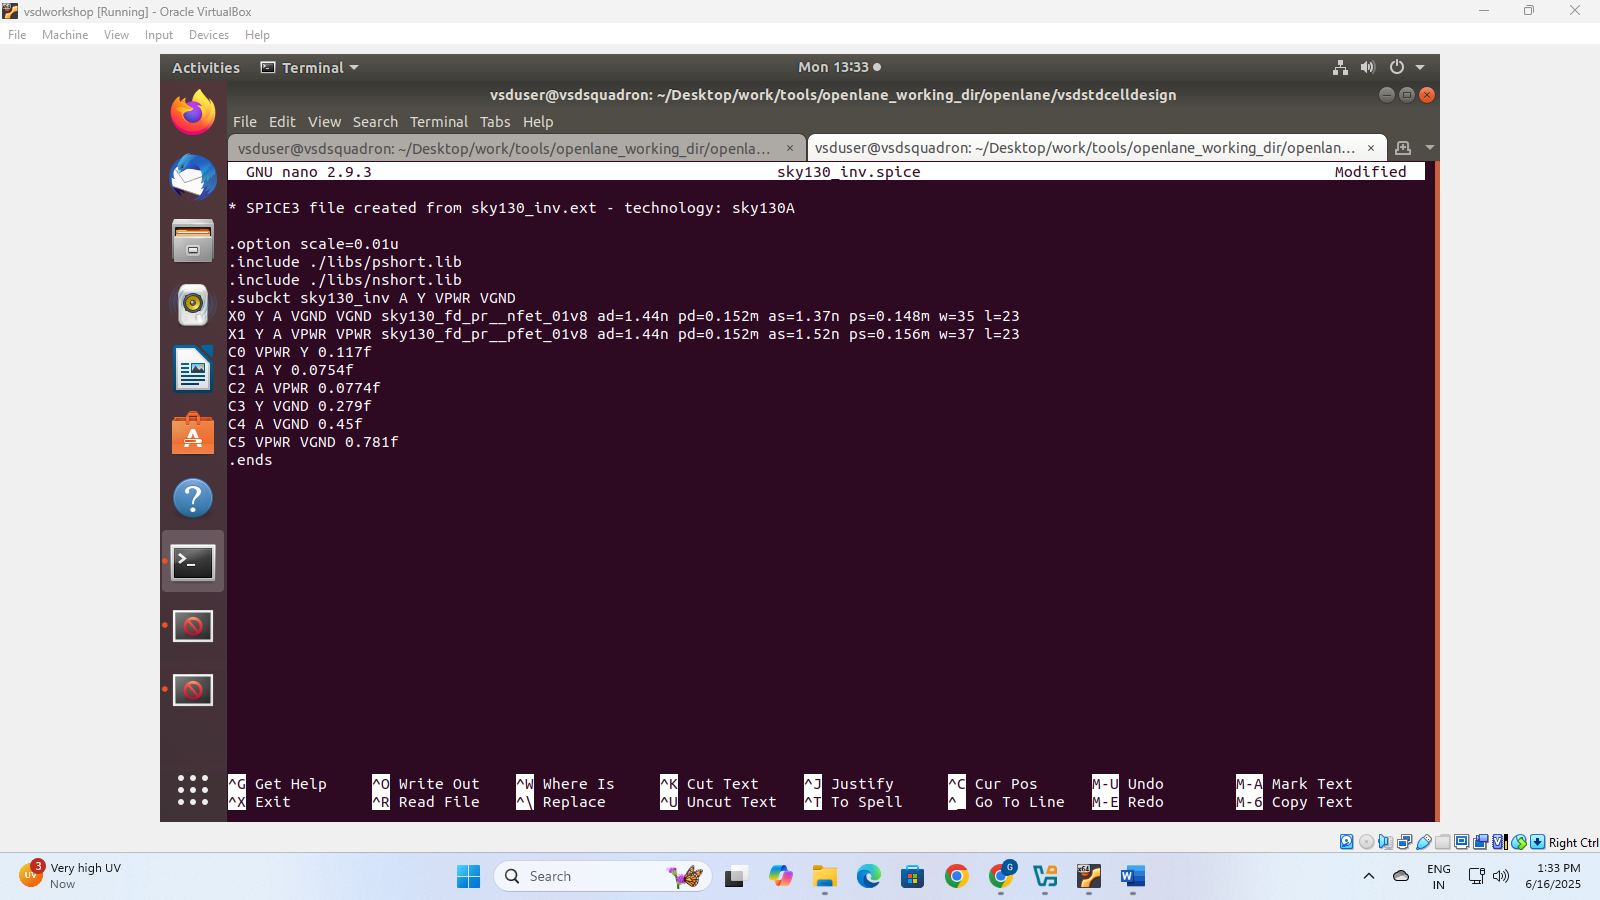 vsdworkshop [Running] - Oracle VirtualBox
File Machine View Input Devices Help
Activities Terminal Mon 13:33
vsduser@vsdsquadron: ~/Desktop/work/tools/openlane_working_dir/openlane/vsdstdcelldesign
File Edit View Search Terminal Tabs Help
vsduser@vsdsquadron: ~/Desktop/work/tools/openlane_working_dir/openla... × vsduser@vsdsquadron: ~/Desktop/work/tools/openlane_working_dir/openlan... ×
GNU nano 2.9.3 sky130_inv.spice Modified
* SPICE3 file created from sky130_inv.ext - technology: sky130A
.option scale=0.01u
.include ./libs/pshort.lib
.include ./libs/nshort.lib
.subckt sky130_inv A Y VPWR VGND
X0 Y A VGND VGND sky130_fd_pr__nfet_01v8 ad=1.44n pd=0.152m as=1.37n ps=0.148m w=35 l=23
X1 Y A VPWR VPWR sky130_fd_pr__pfet_01v8 ad=1.44n pd=0.152m as=1.52n ps=0.156m w=37 l=23
C0 VPWR Y 0.117f
C1 A Y 0.0754f
C2 A VPWR 0.0774f
C3 Y VGND 0.279f
C4 A VGND 0.45f
C5 VPWR VGND 0.781f
.ends
^G Get Help ^O Write Out ^W Where Is ^K Cut Text ^J Justify ^C Cur Pos M-U Undo M-A Mark Text
^X Exit ^R Read File ^\ Replace ^U Uncut Text ^T To Spell ^_ Go To Line M-E Redo M-6 Copy Text
Right Ctrl
3 UV Very high UV
Now
Search
G
ENG
IN
1:33 PM
6/16/2025